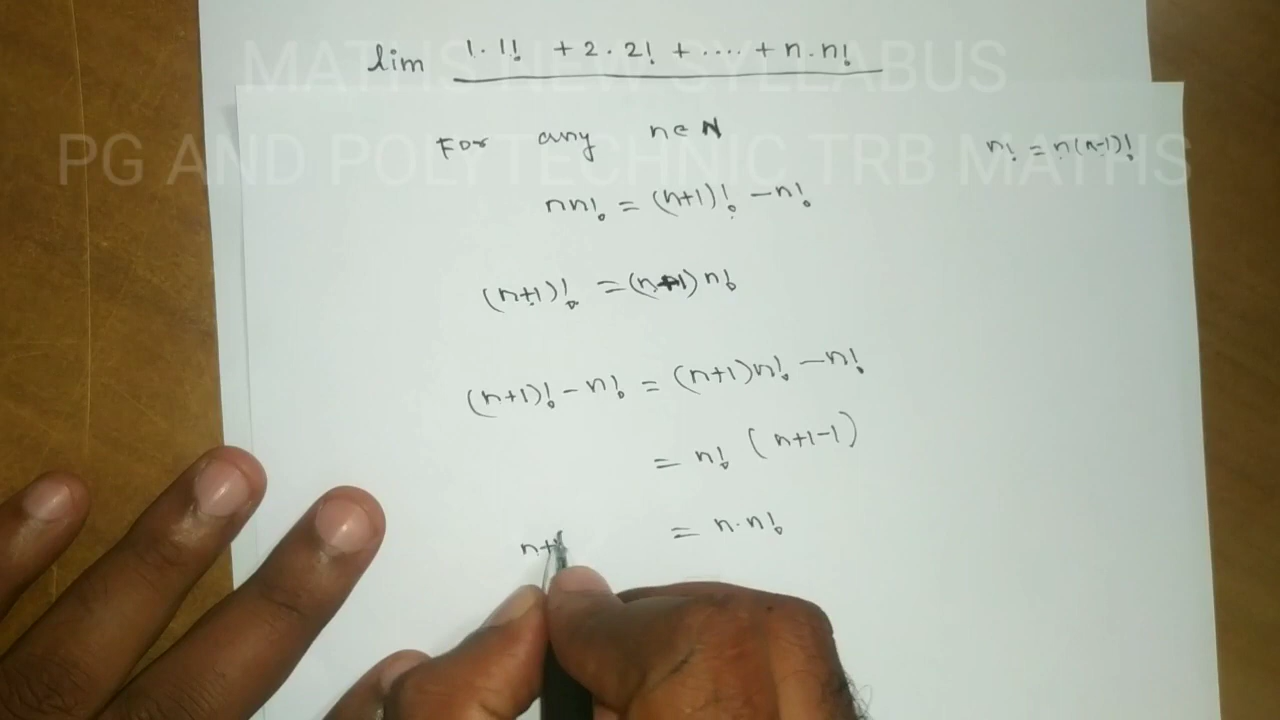 lim 1·1! + 2·2! + .... + n·n!
MATHS NEW SYLLABUS
PG AND POLYTECHNIC TRB MATHS
For any n∈N
n! = n(n-1)!
nn! = (n+1)! - n!
(n+1)! = (n+1) n!
(n+1)! - n! = (n+1)n! - n!
= n! (n+1-1)
= n·n!
n+